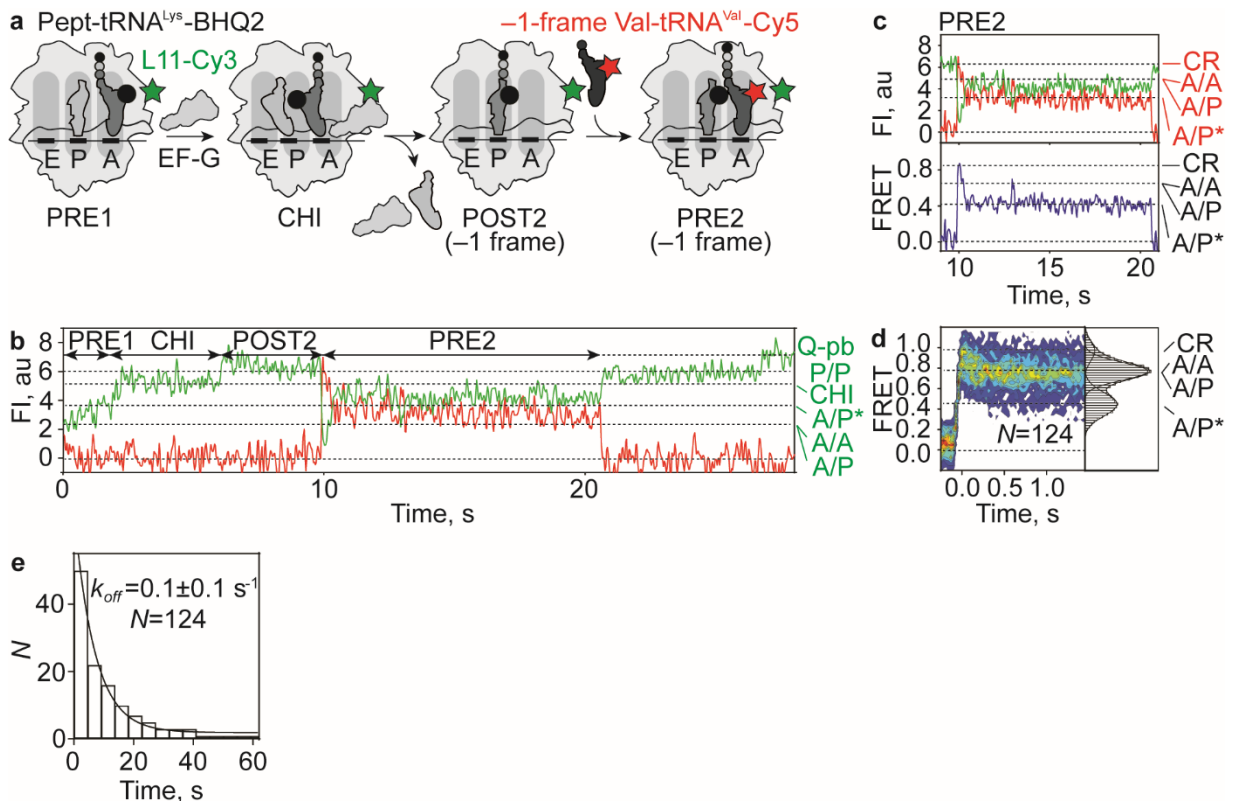 a Pept-tRNALys-BHQ2
L11-Cy3
–1-frame Val-tRNAVal-Cy5
E P A
EF-G
E P A
E P A
E P A
PRE1
CHI
POST2
(–1 frame)
PRE2
(–1 frame)
b
PRE1 CHI POST2 PRE2
FI, au
8
6
4
2
0
Q-pb
P/P
CHI
A/P*
A/A
A/P
0 10 20
Time, s
c PRE2
FI, au
8
6
4
2
0
CR
A/A
A/P
A/P*
FRET
0.8
0.4
0.0
CR
A/A
A/P
A/P*
10 15 20
Time, s
d
FRET
1.0
0.8
0.6
0.4
0.2
0.0
N=124
CR
A/A
A/P
A/P*
0.0 0.5 1.0
Time, s
e
koff=0.1±0.1 s-1
N=124
N
40
20
0
0 20 40 60
Time, s